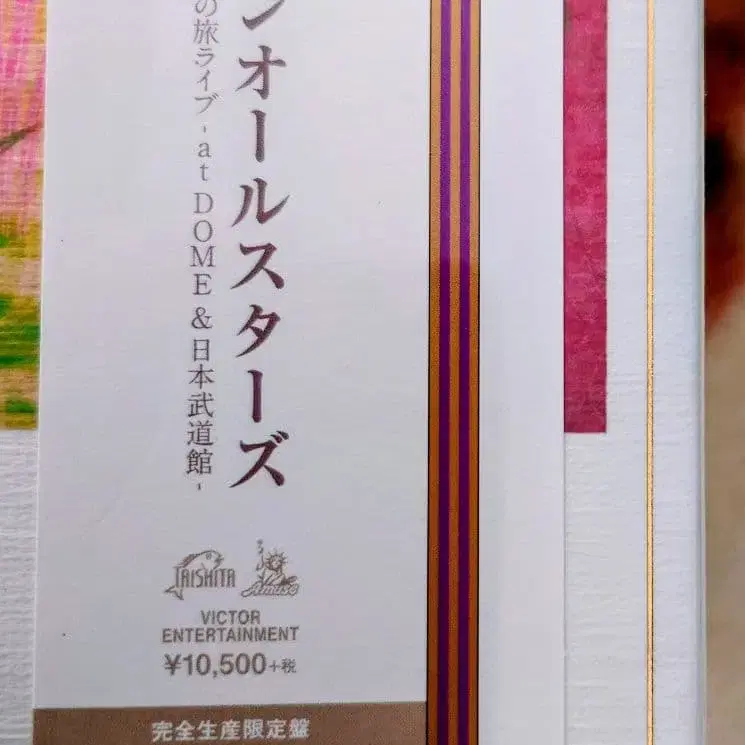 ンオールスターズ
の旅ライブ -at DOME & 日本武道館-
TAISHITA
Amuse
VICTOR
ENTERTAINMENT
¥10,500+税
完全生産限定盤